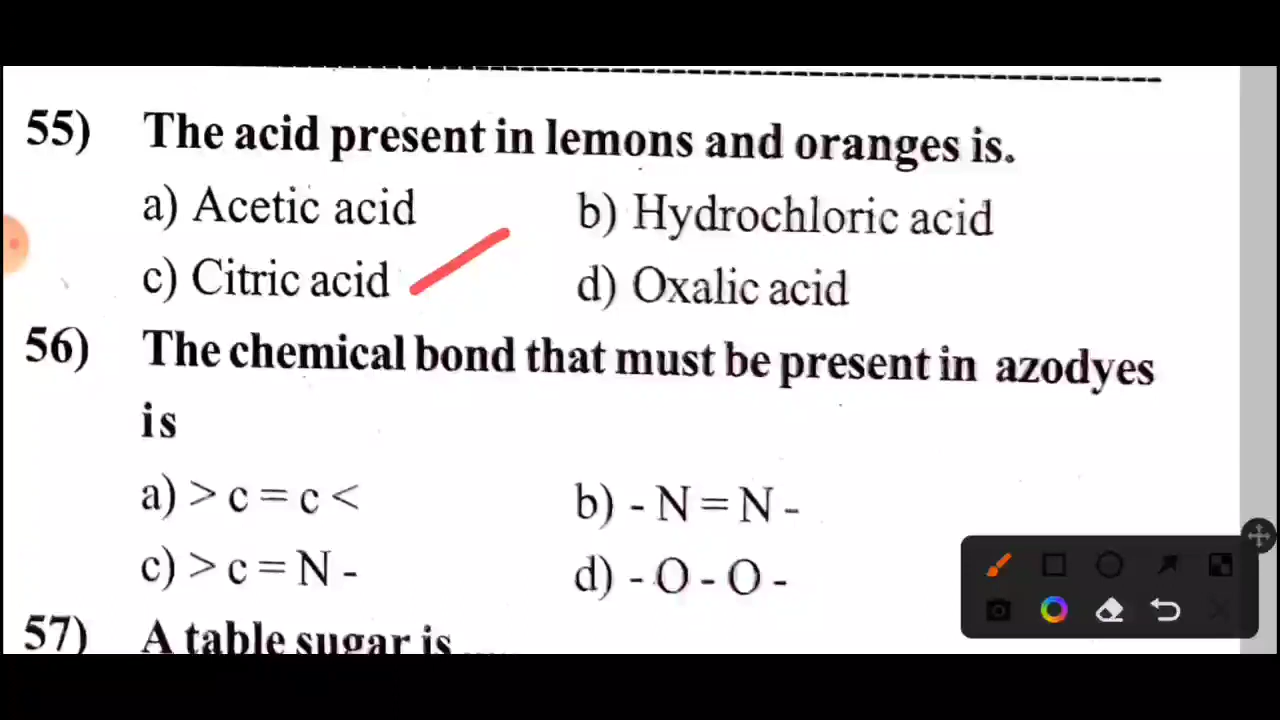 55) The acid present in lemons and oranges is.
a) Acetic acid b) Hydrochloric acid
c) Citric acid d) Oxalic acid
56) The chemical bond that must be present in azodyes
is
a) > c = c < b) - N = N -
c) > c = N - d) - O - O -
57) A table sugar is